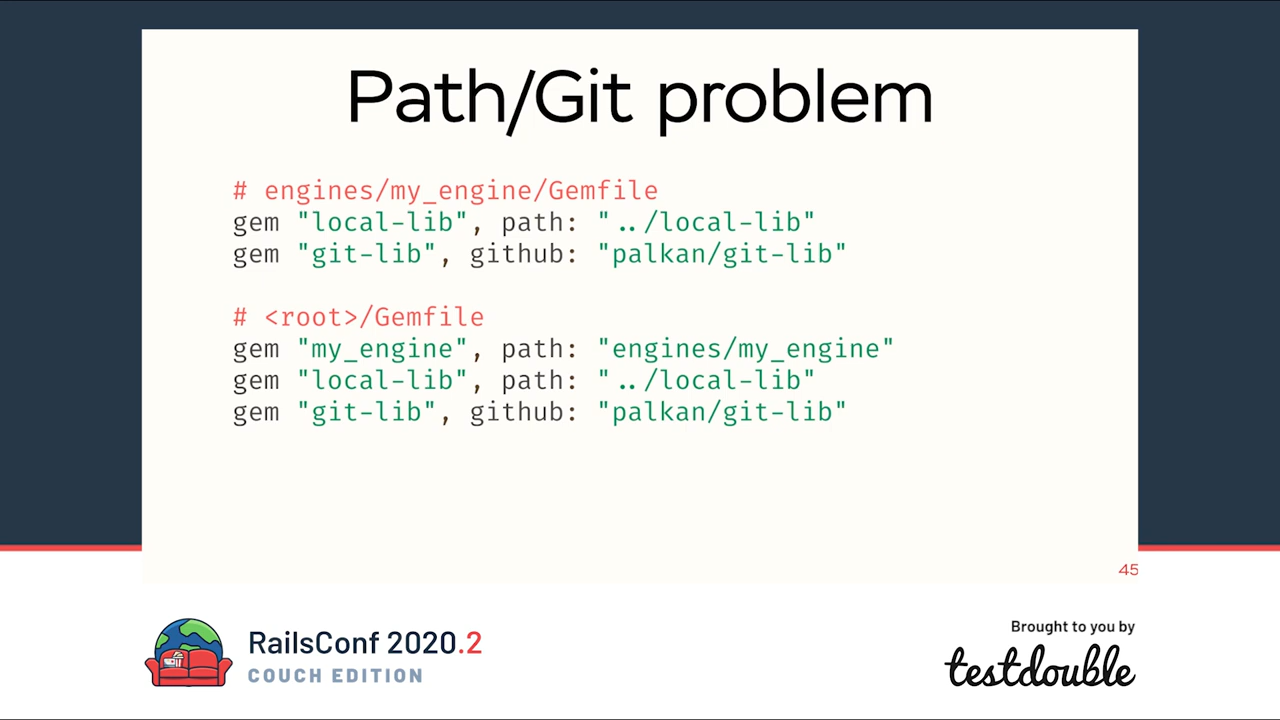 Path/Git problem
# engines/my_engine/Gemfile
gem "local-lib", path: "../local-lib"
gem "git-lib", github: "palkan/git-lib"
# <root>/Gemfile
gem "my_engine", path: "engines/my_engine"
gem "local-lib", path: "../local-lib"
gem "git-lib", github: "palkan/git-lib"
45
RailsConf 2020.2
COUCH EDITION
Brought to you by
testdouble